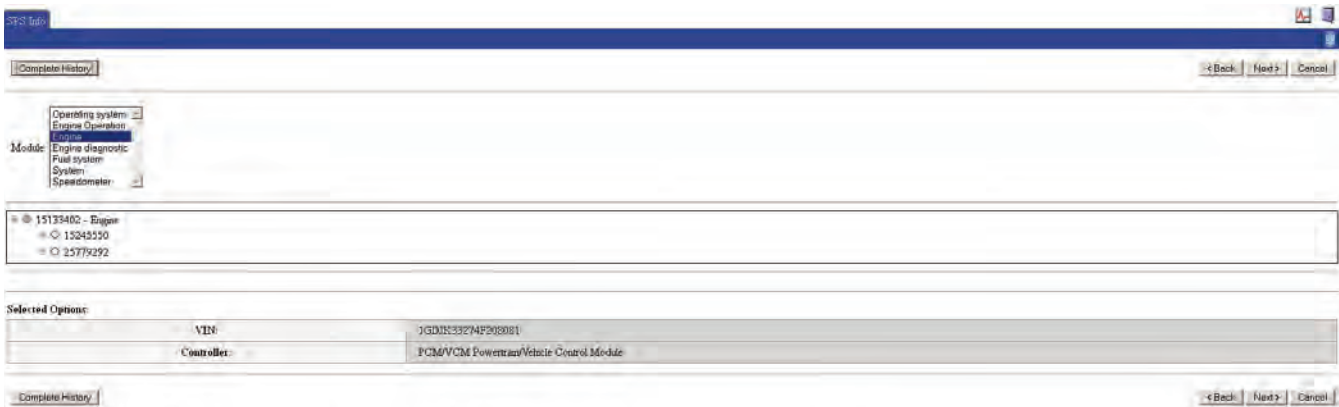 SPS Info
Complete History
< Back Next > Cancel
Operating system
Engine Operation
Engine
Module Engine diagnostic
Fuel system
System
Speedometer
15133402 - Engine
15245550
25779292
Selected Options:
VIN:
Controller: PCM/VCM Powertrain/Vehicle Control Module
Complete History
< Back Next > Cancel